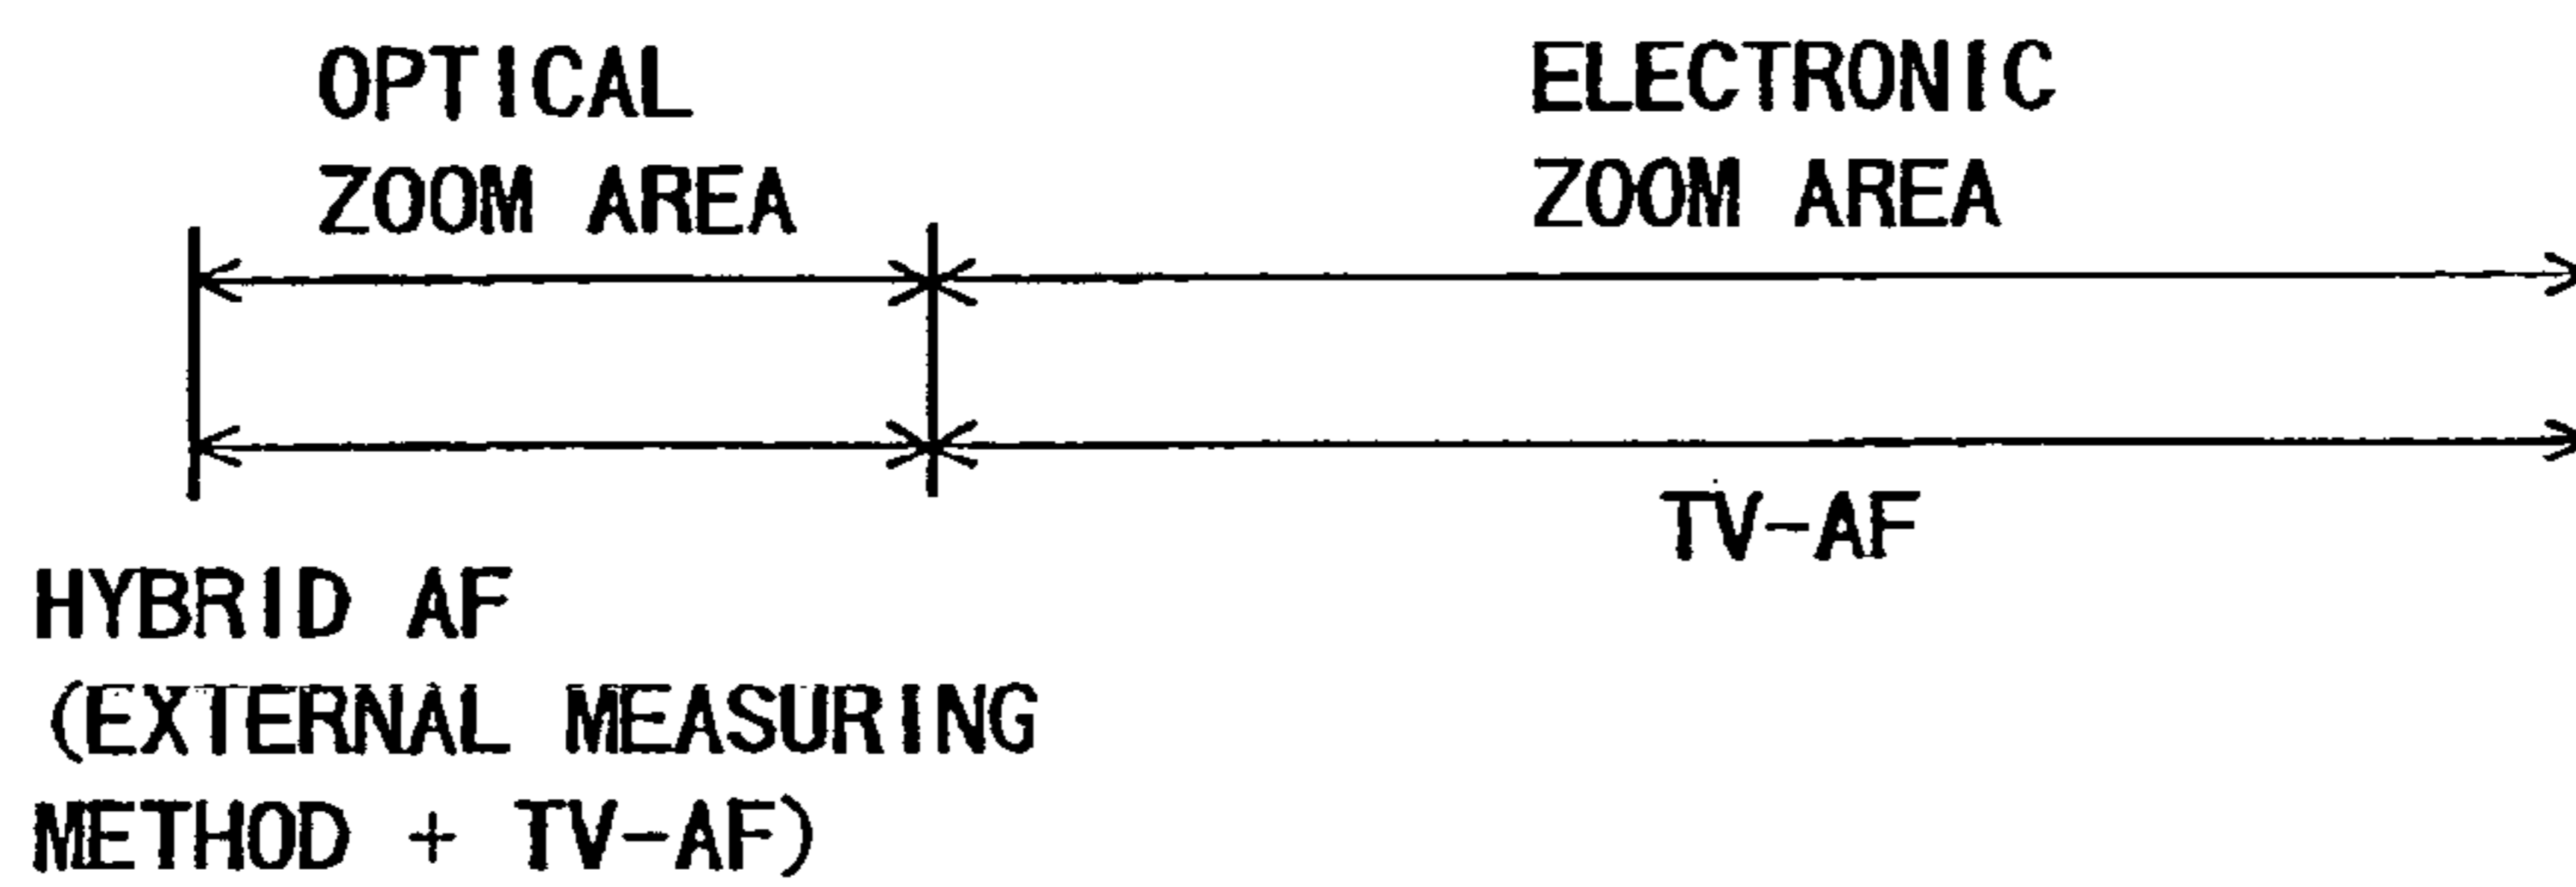 OPTICAL
ZOOM AREA
ELECTRONIC
ZOOM AREA
TV-AF
HYBRID AF
(EXTERNAL MEASURING
METHOD + TV-AF)